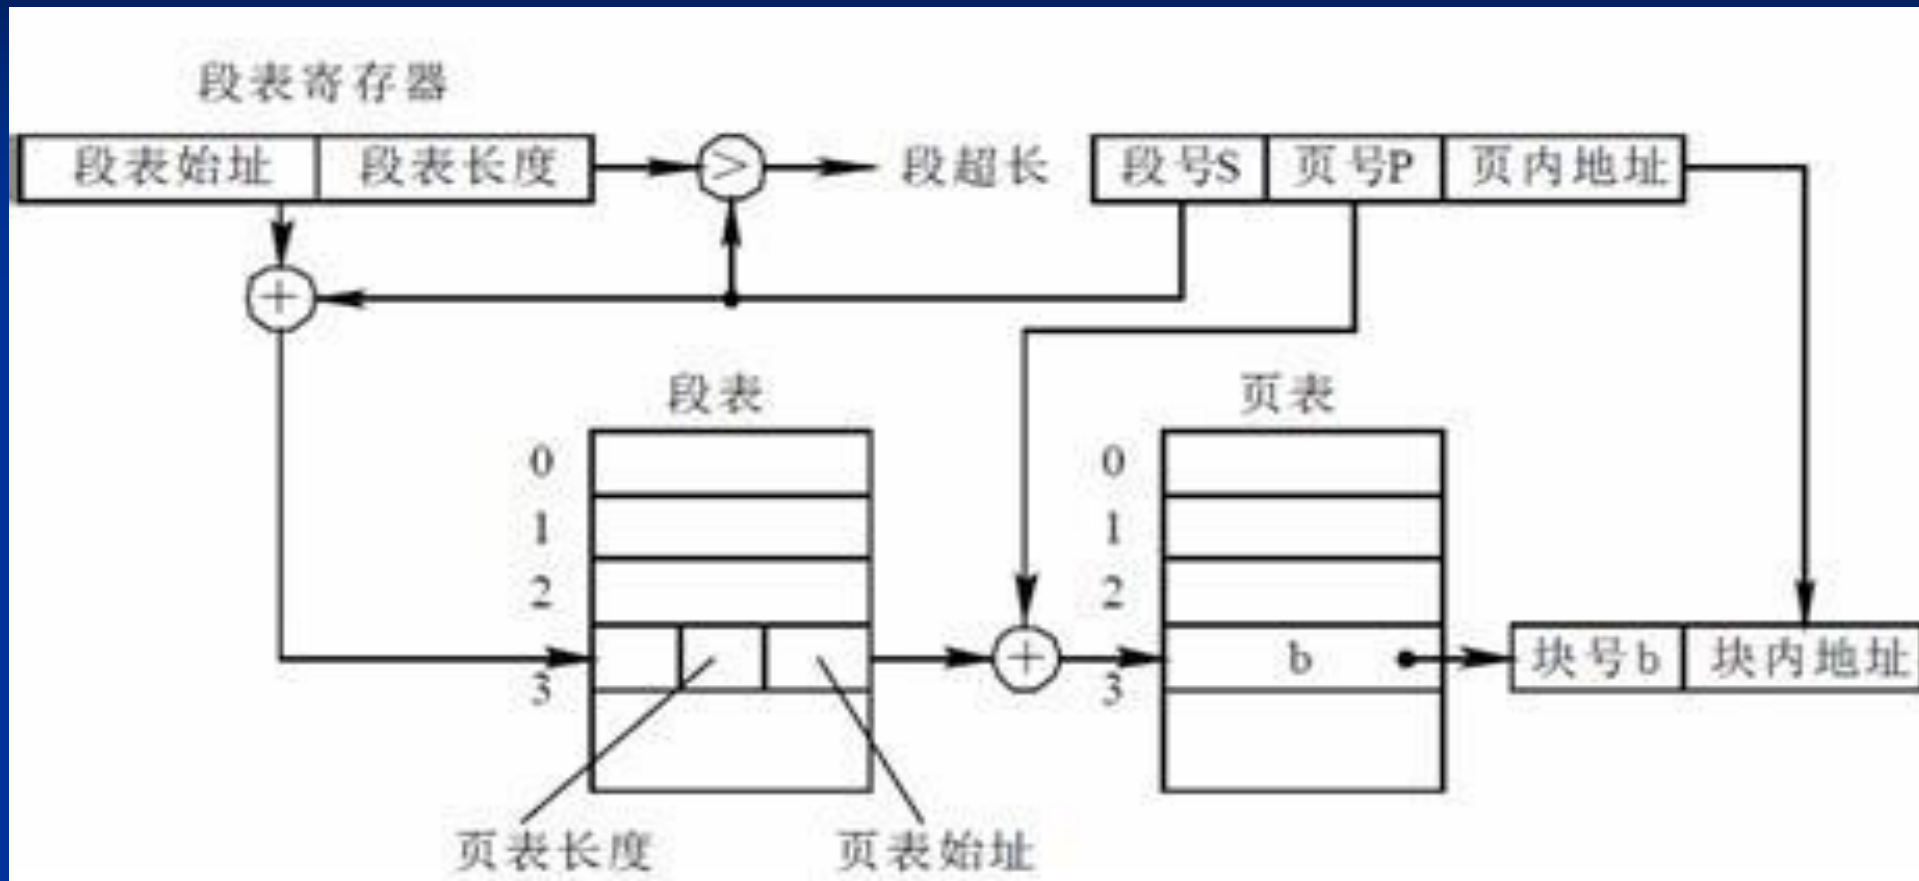 段表寄存器
段表始址 段表长度 > 段超长 段号S 页号P 页内地址
+
段表 页表
0 0
1 1
2 2
+ b 块号b 块内地址
3 3
页表长度 页表始址